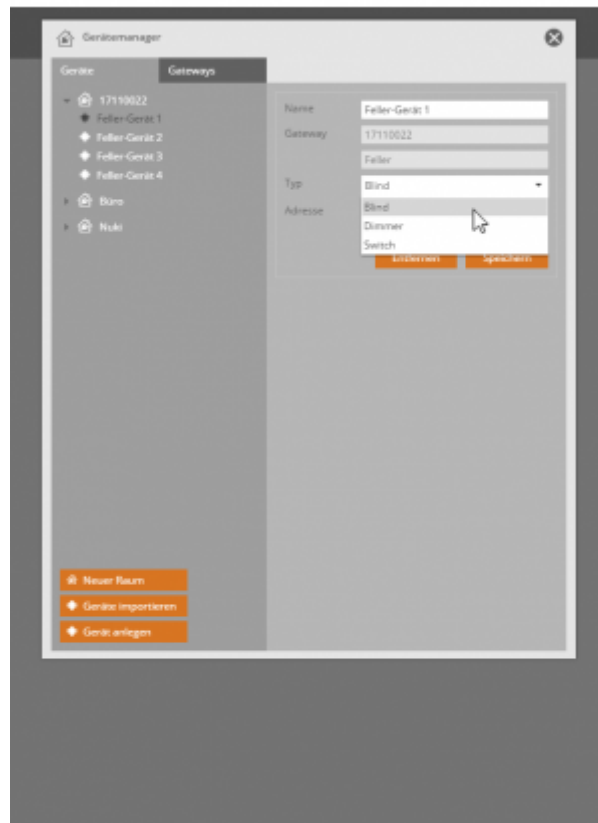 Gerätemanager
Geräte
Gateways
17110022
Feller-Gerät 1
Feller-Gerät 2
Feller-Gerät 3
Feller-Gerät 4
Büro
Nuki
Name
Feller-Gerät 1
Gateway
17110022
Feller
Typ
Blind
Adresse
Blind
Dimmer
Switch
Entfernen
Speichern
Neuer Raum
Geräte importieren
Gerät anlegen